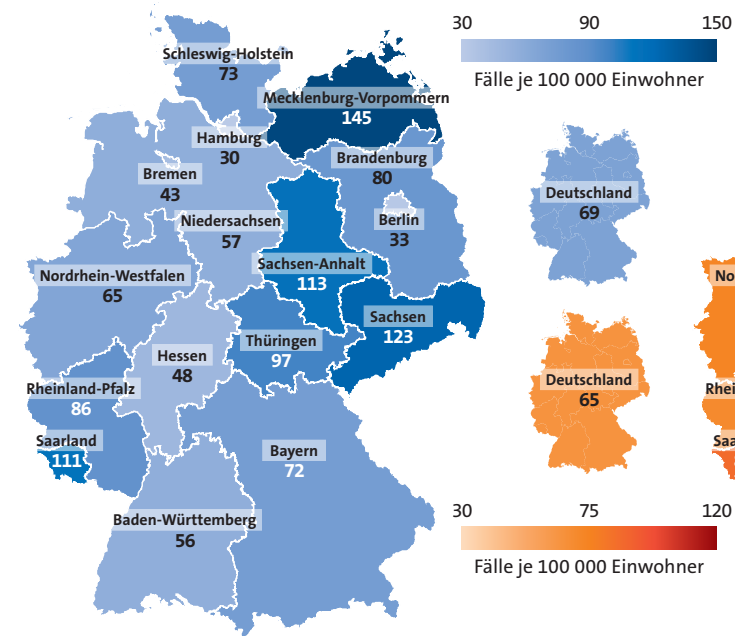 30 90 150
Fälle je 100 000 Einwohner
Schleswig-Holstein
73
Mecklenburg-Vorpommern
145
Hamburg
30
Brandenburg
80
Bremen
43
Berlin
33
Niedersachsen
57
Sachsen-Anhalt
113
Nordrhein-Westfalen
65
Sachsen
123
Thüringen
97
Hessen
48
Rheinland-Pfalz
86
Saarland
111
Bayern
72
Baden-Württemberg
56
Deutschland
69
Deutschland
65
No
Rhei
Saa
30 75 120
Fälle je 100 000 Einwohner